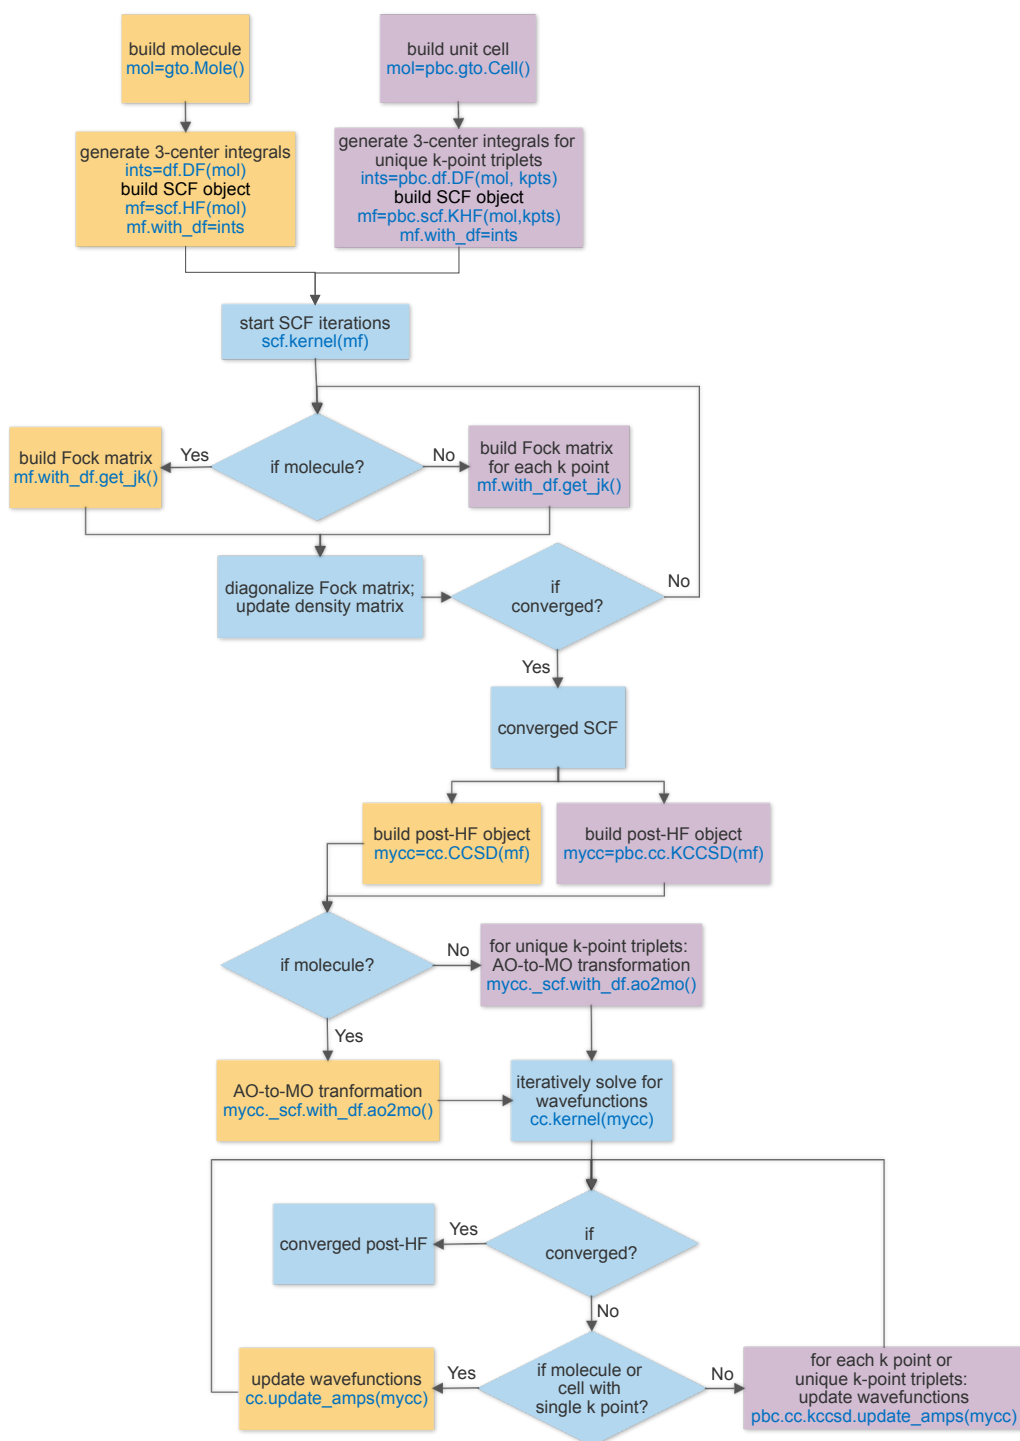 build molecule
mol=gto.Mole()
build unit cell
mol=pbc.gto.Cell()
generate 3-center integrals
ints=df.DF(mol)
build SCF object
mf=scf.HF(mol)
mf.with_df=ints
generate 3-center integrals for
unique k-point triplets
ints=pbc.df.DF(mol, kpts)
build SCF object
mf=pbc.scf.KHF(mol,kpts)
mf.with_df=ints
start SCF iterations
scf.kernel(mf)
build Fock matrix
mf.with_df.get_jk()
Yes
if molecule?
No
build Fock matrix
for each k point
mf.with_df.get_jk()
diagonalize Fock matrix;
update density matrix
if
converged?
No
Yes
converged SCF
build post-HF object
mycc=cc.CCSD(mf)
build post-HF object
mycc=pbc.cc.KCCSD(mf)
if molecule?
No
for unique k-point triplets:
AO-to-MO transformation
mycc._scf.with_df.ao2mo()
Yes
AO-to-MO tranformation
mycc._scf.with_df.ao2mo()
iteratively solve for
wavefunctions
cc.kernel(mycc)
converged post-HF
Yes
if
converged?
No
update wavefunctions
cc.update_amps(mycc)
Yes
if molecule or
cell with
single k point?
No
for each k point or
unique k-point triplets:
update wavefunctions
pbc.cc.kccsd.update_amps(mycc)